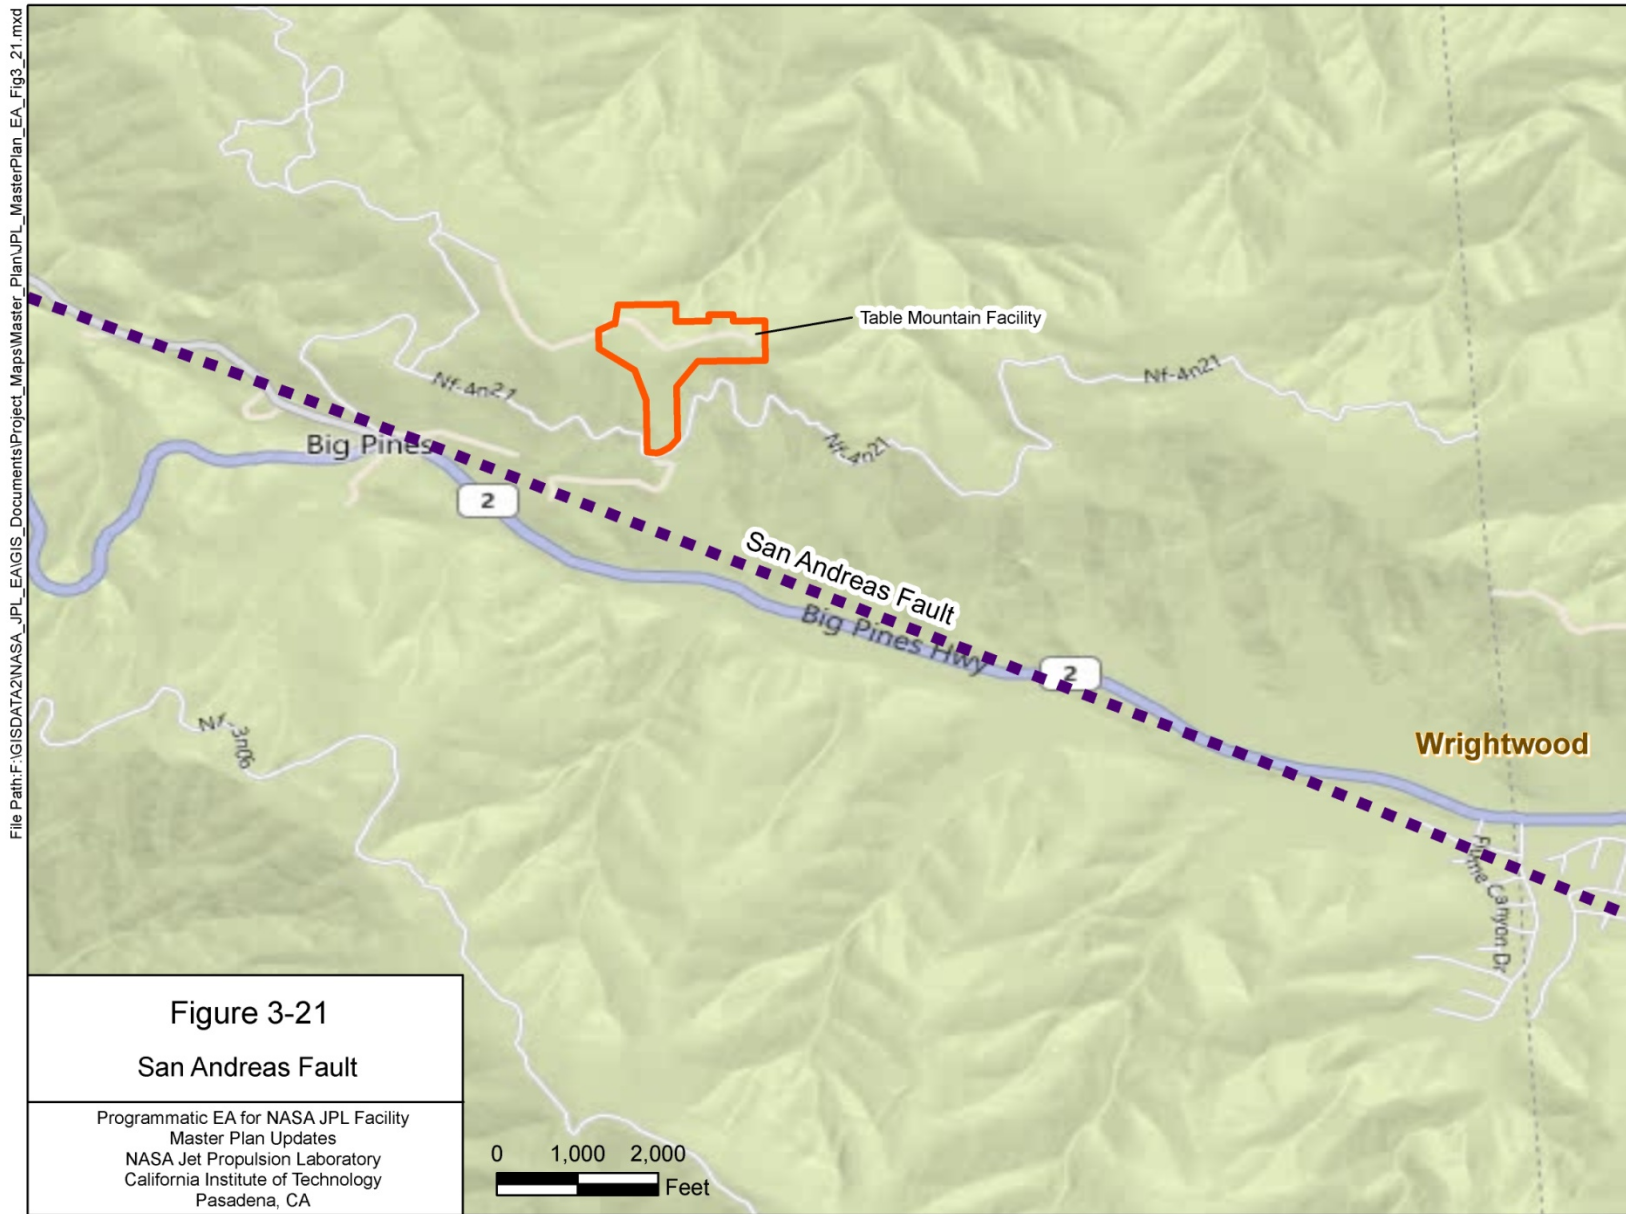 File Path:F:\GISDATA2\NASA_JPL_EA\GIS_Documents\Project_Maps\Master_Plan\JPL_MasterPlan_EA_Fig3_21.mxd
Table Mountain Facility
Nf-4n21
Nf-4n21
Big Pines
Nf-4n21
2
San Andreas Fault
Big Pines Hwy
2
Nf-3n06
Wrightwood
Flume Canyon Dr
Figure 3-21
San Andreas Fault
Programmatic EA for NASA JPL Facility
Master Plan Updates
NASA Jet Propulsion Laboratory
California Institute of Technology
Pasadena, CA
0 1,000 2,000
Feet